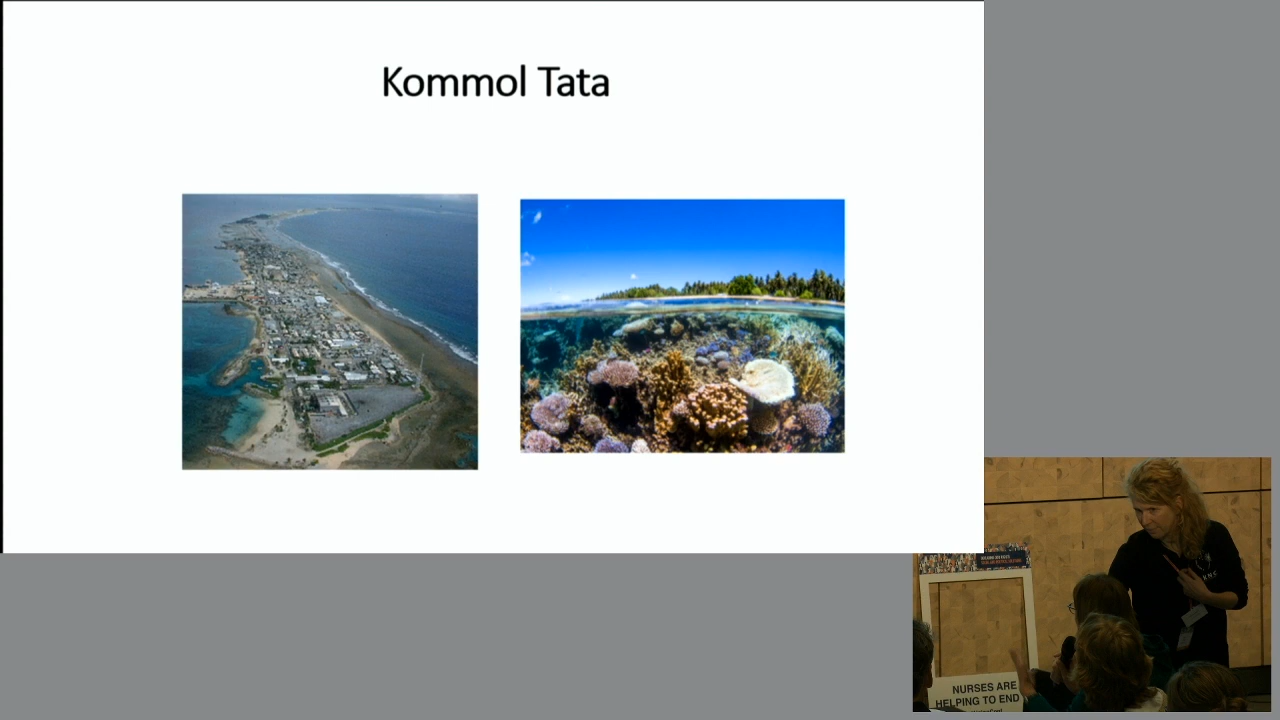 Kommol Tata
NURSES ARE
HELPING TO END